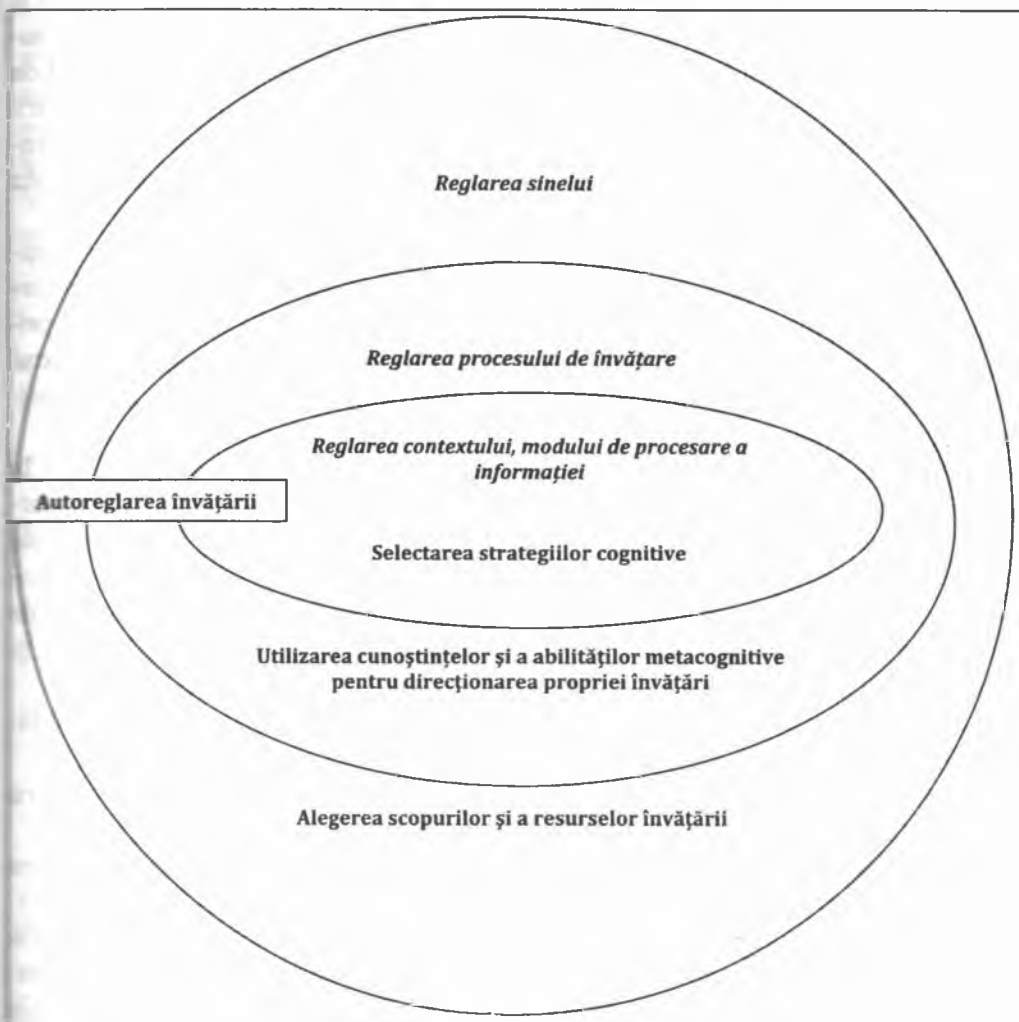 Reglarea sinelui
Reglarea procesului de învățare
Reglarea contextului, modului de procesare a
informației
Autoreglarea învățării
Selectarea strategiilor cognitive
Utilizarea cunoștințelor și a abilităților metacognitive
pentru direcționarea propriei învățări
Alegerea scopurilor și a resurselor învățării